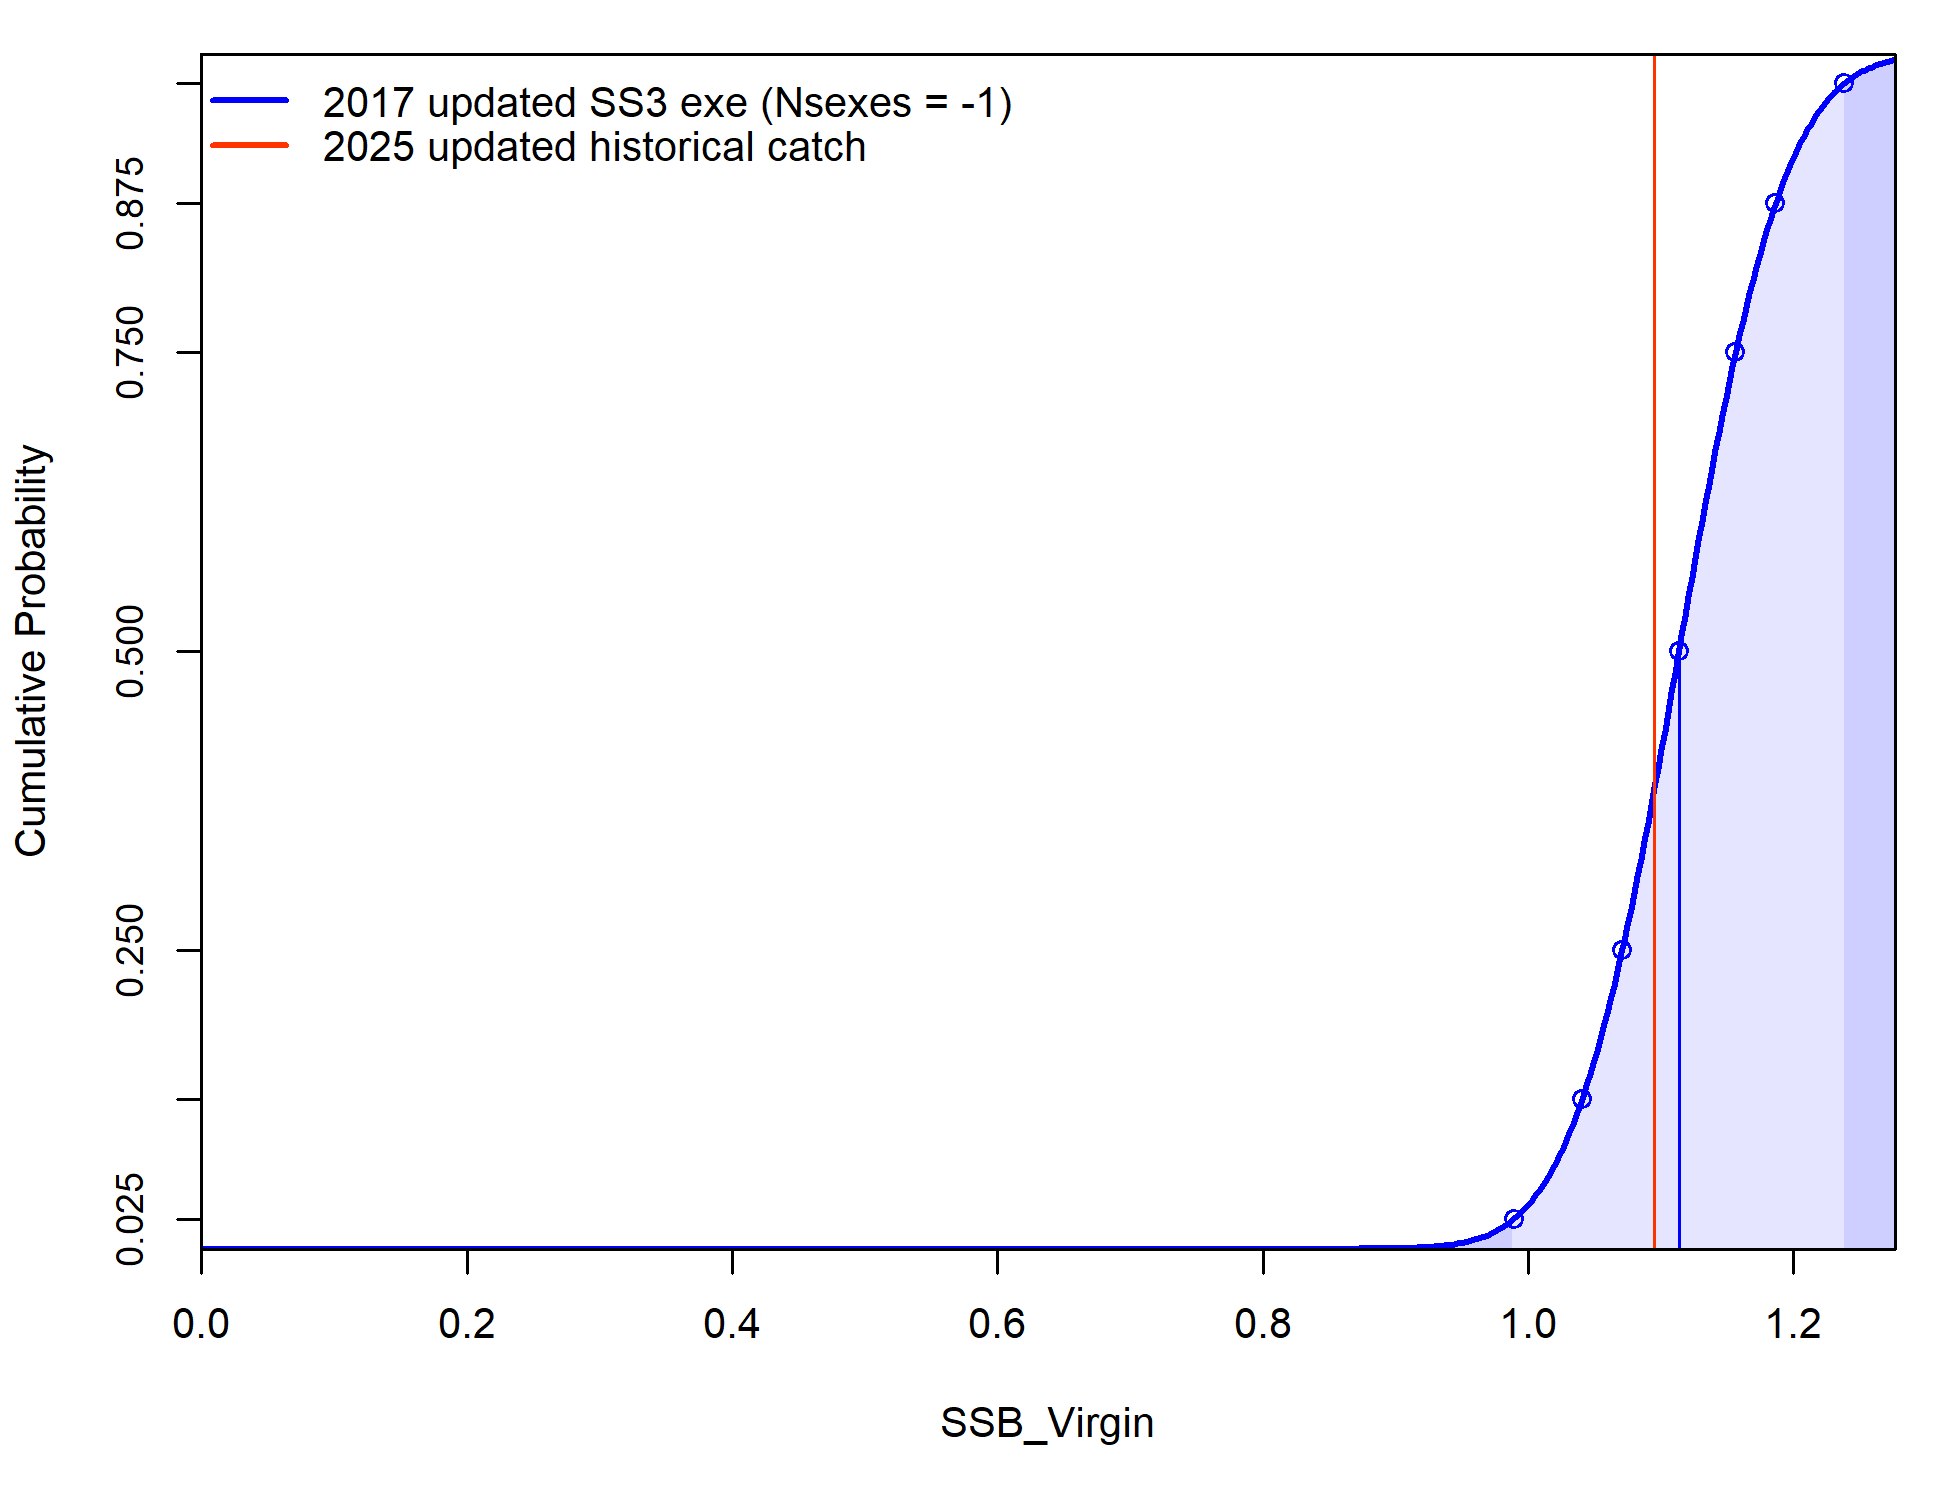 2017 updated SS3 exe (Nsexes = -1)
2025 updated historical catch
Cumulative Probability
0.875
0.750
0.500
0.250
0.025
0.0 0.2 0.4 0.6 0.8 1.0 1.2
SSB_Virgin